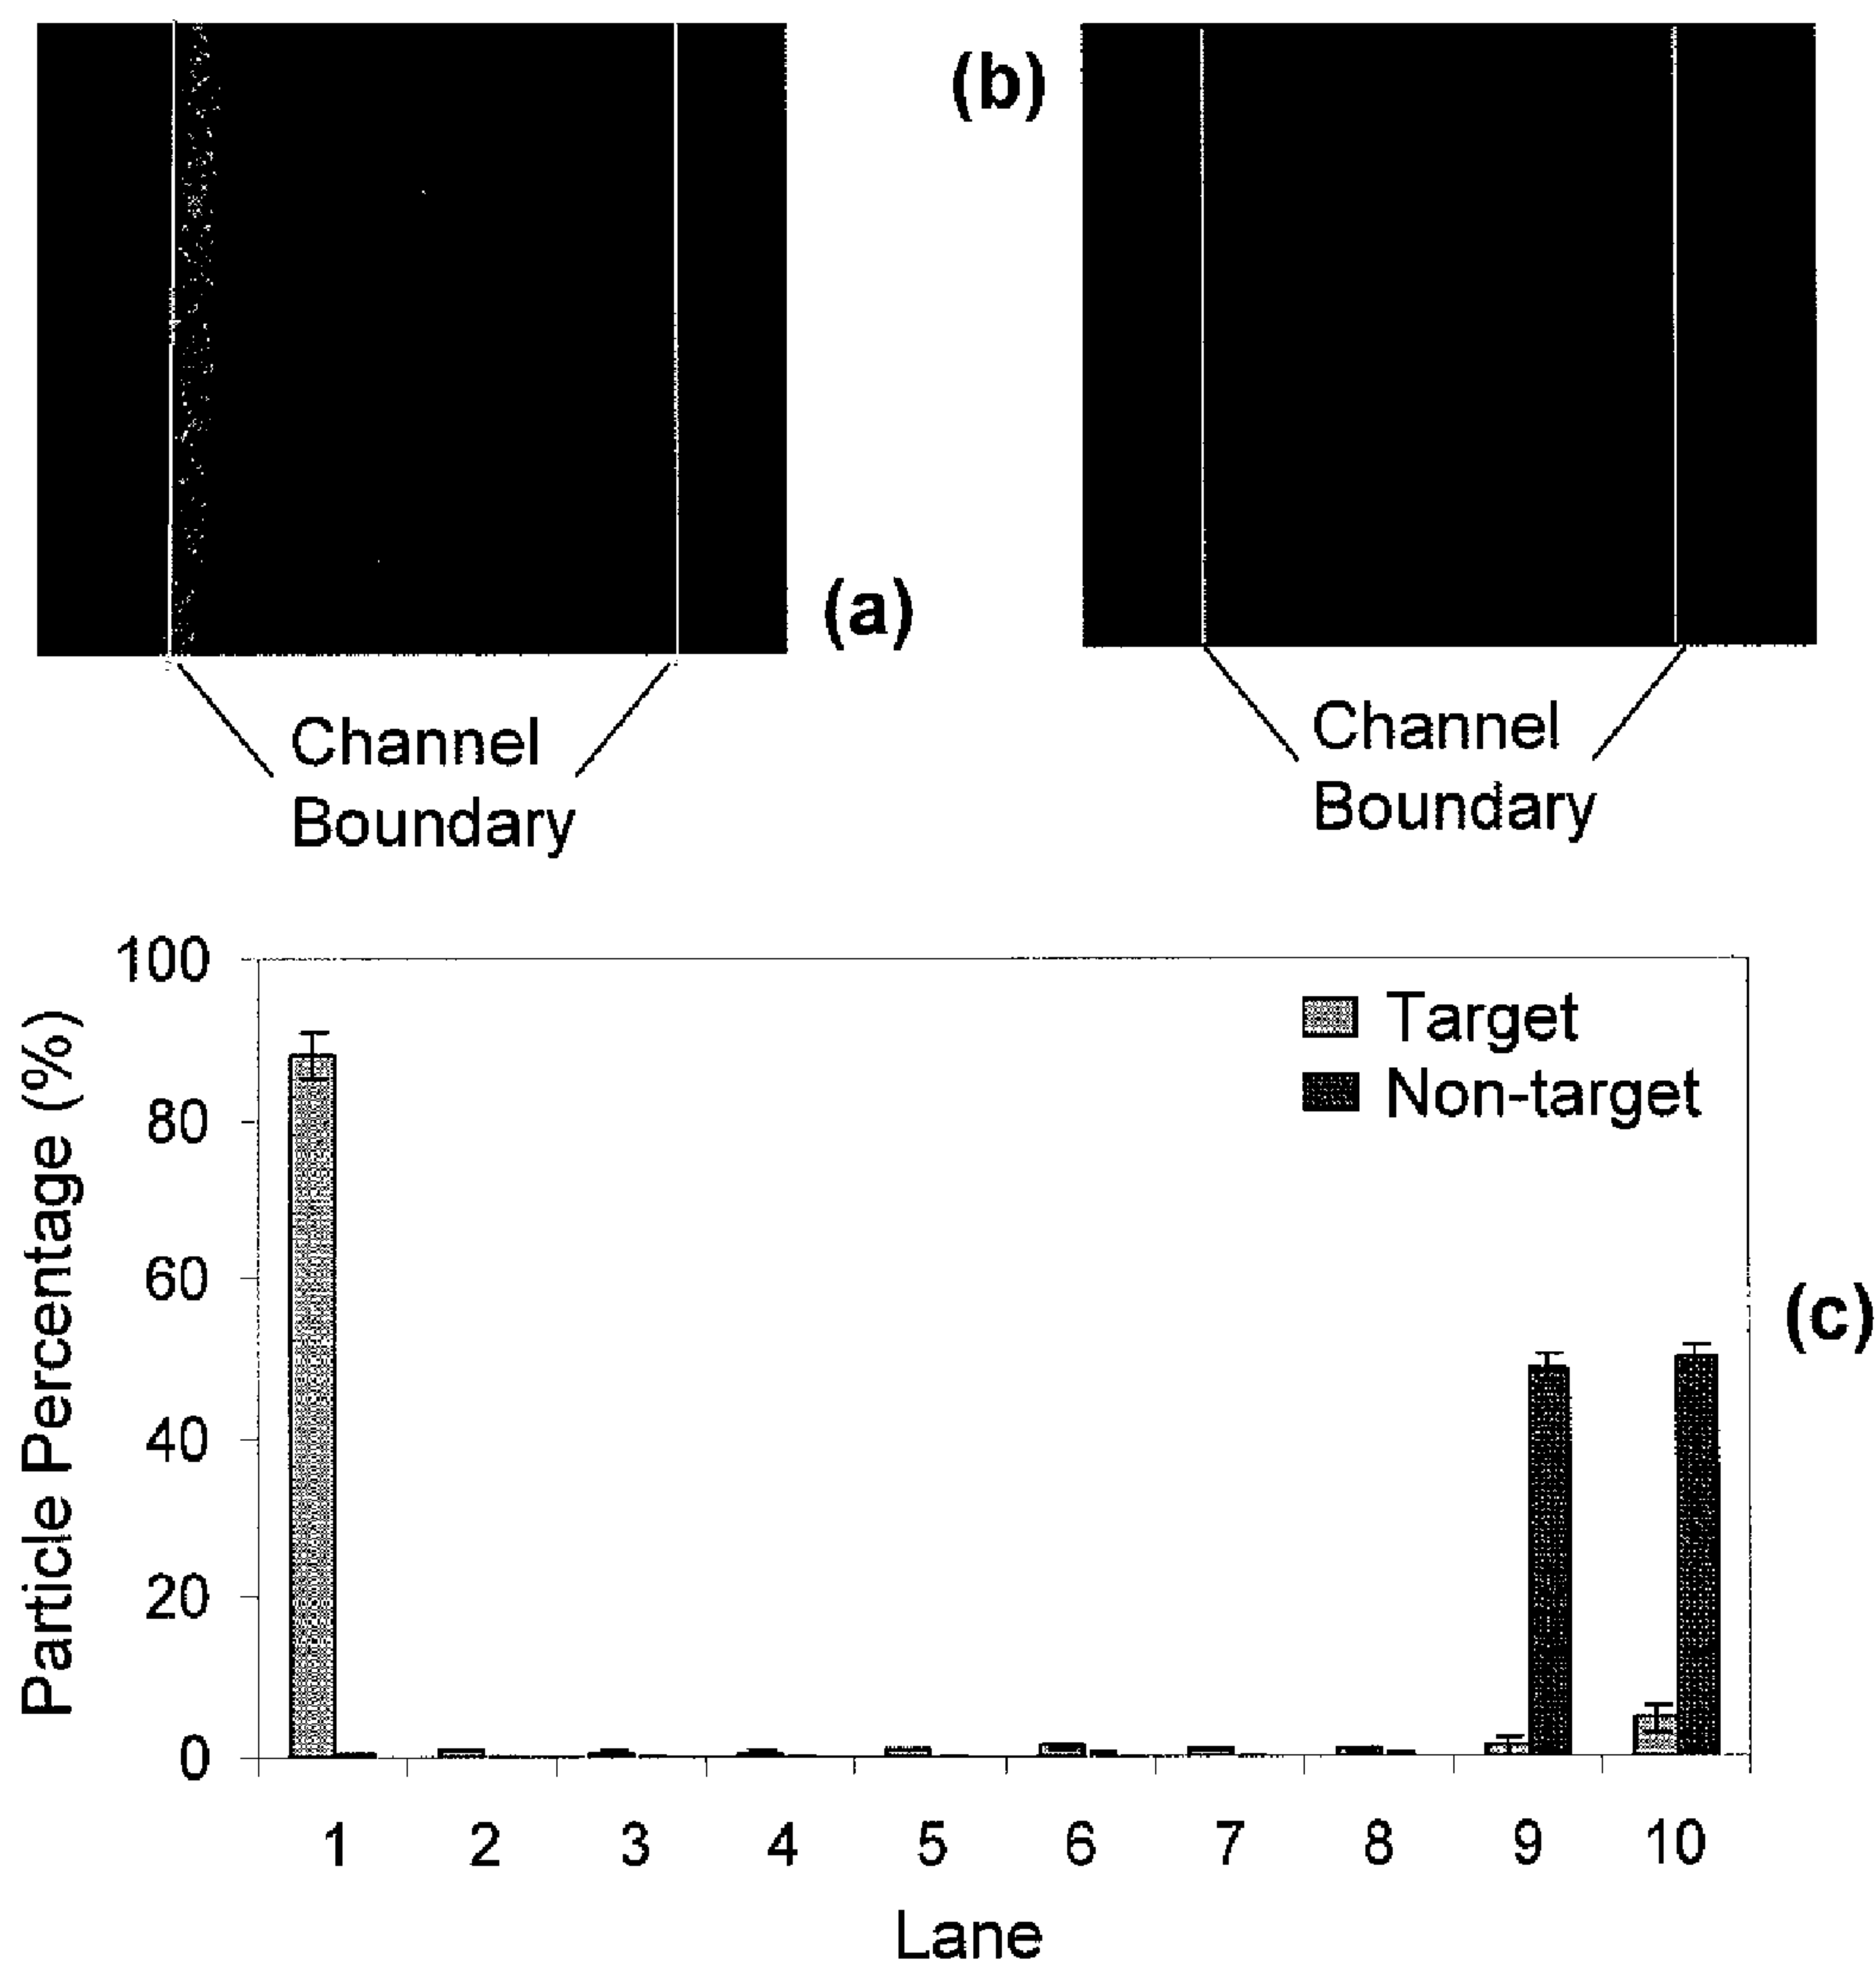 (b)
(a)
Channel
Boundary
Channel
Boundary
100
80
60
40
20
0
Particle Percentage (%)
Target
Non-target
(c)
1 2 3 4 5 6 7 8 9 10
Lane